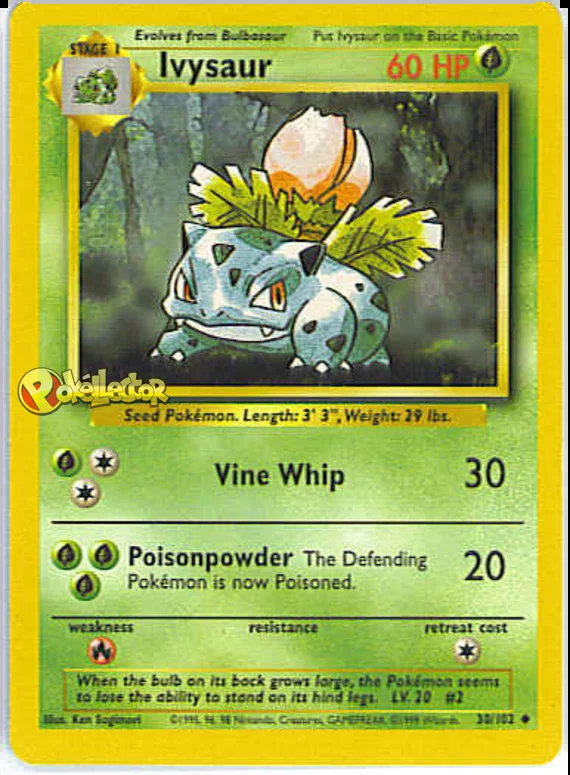 Evolves from Bulbasaur Put Ivysaur on the Basic Pokémon
STAGE 1
Ivysaur 60 HP
PokéLLector
Seed Pokémon. Length: 3' 3", Weight: 29 lbs.
Vine Whip 30
Poisonpowder The Defending
Pokémon is now Poisoned. 20
weakness resistance retreat cost
When the bulb on its back grows large, the Pokémon seems
to lose the ability to stand on its hind legs. LV. 20 #2
Illus. Ken Sugimori ©1995, 96, 98 Nintendo, Creatures, GAMEFREAK. ©1999 Wizards. 30/102